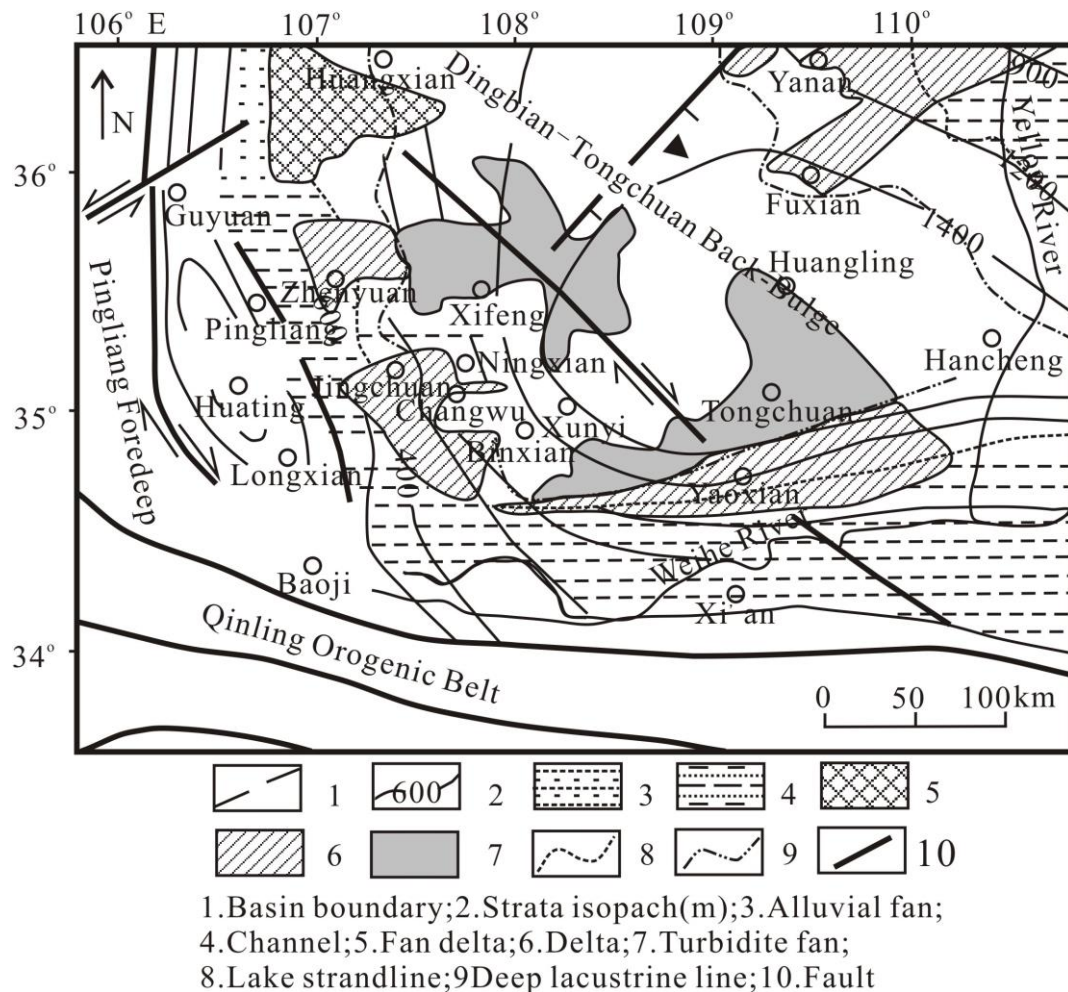 106° E
107°
108°
109°
110°
Huangxian
Dingbian-Tongchuan Back-Bulge
Yanan
900
Yellow River
N
36°
1200
Guyuan
Fuxian
1400
Pingliang Foredeep
Huangling
Zhenyuan
Pingliang
Xifeng
Hancheng
Ningxian
Jingchuan
Huating
Changwu
Tongchuan
35°
Xunyi
Binxian
Longxian
Yaoxian
Weihe River
Baoji
Xi'an
Qinling Orogenic Belt
34°
0 50 100km
1 600 2 3 4 5
6 7 8 9 10
1.Basin boundary;2.Strata isopach(m);3.Alluvial fan;
4.Channel;5.Fan delta;6.Delta;7.Turbidite fan;
8.Lake strandline;9Deep lacustrine line;10.Fault